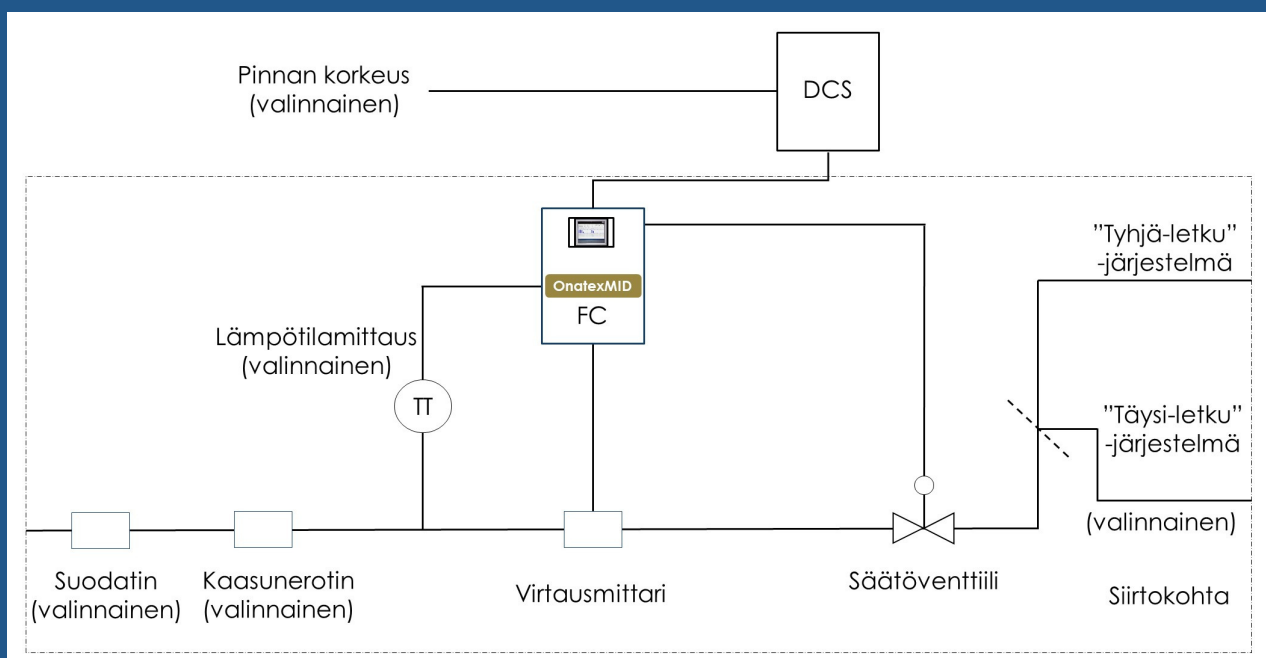 Pinnan korkeus
(valinnainen)
DCS
"Tyhjä-letku"
-järjestelmä
OnatexMID
FC
Lämpötilamittaus
(valinnainen)
TT
"Täysi-letku"
-järjestelmä
(valinnainen)
Suodatin
(valinnainen)
Kaasunerotin
(valinnainen)
Virtausmittari
Säätöventtiili
Siirtokohta